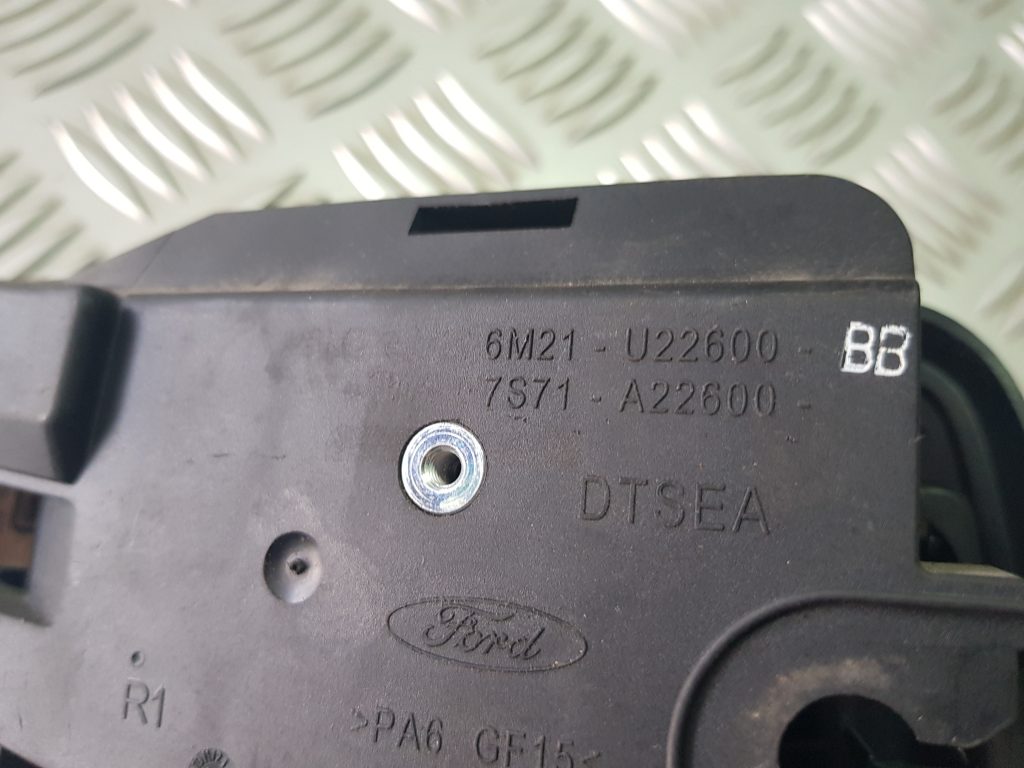 6M21 - U22600 - BB
7S71 - A22600 -
DTSEA
Ford
R1
>PA6 GF15<